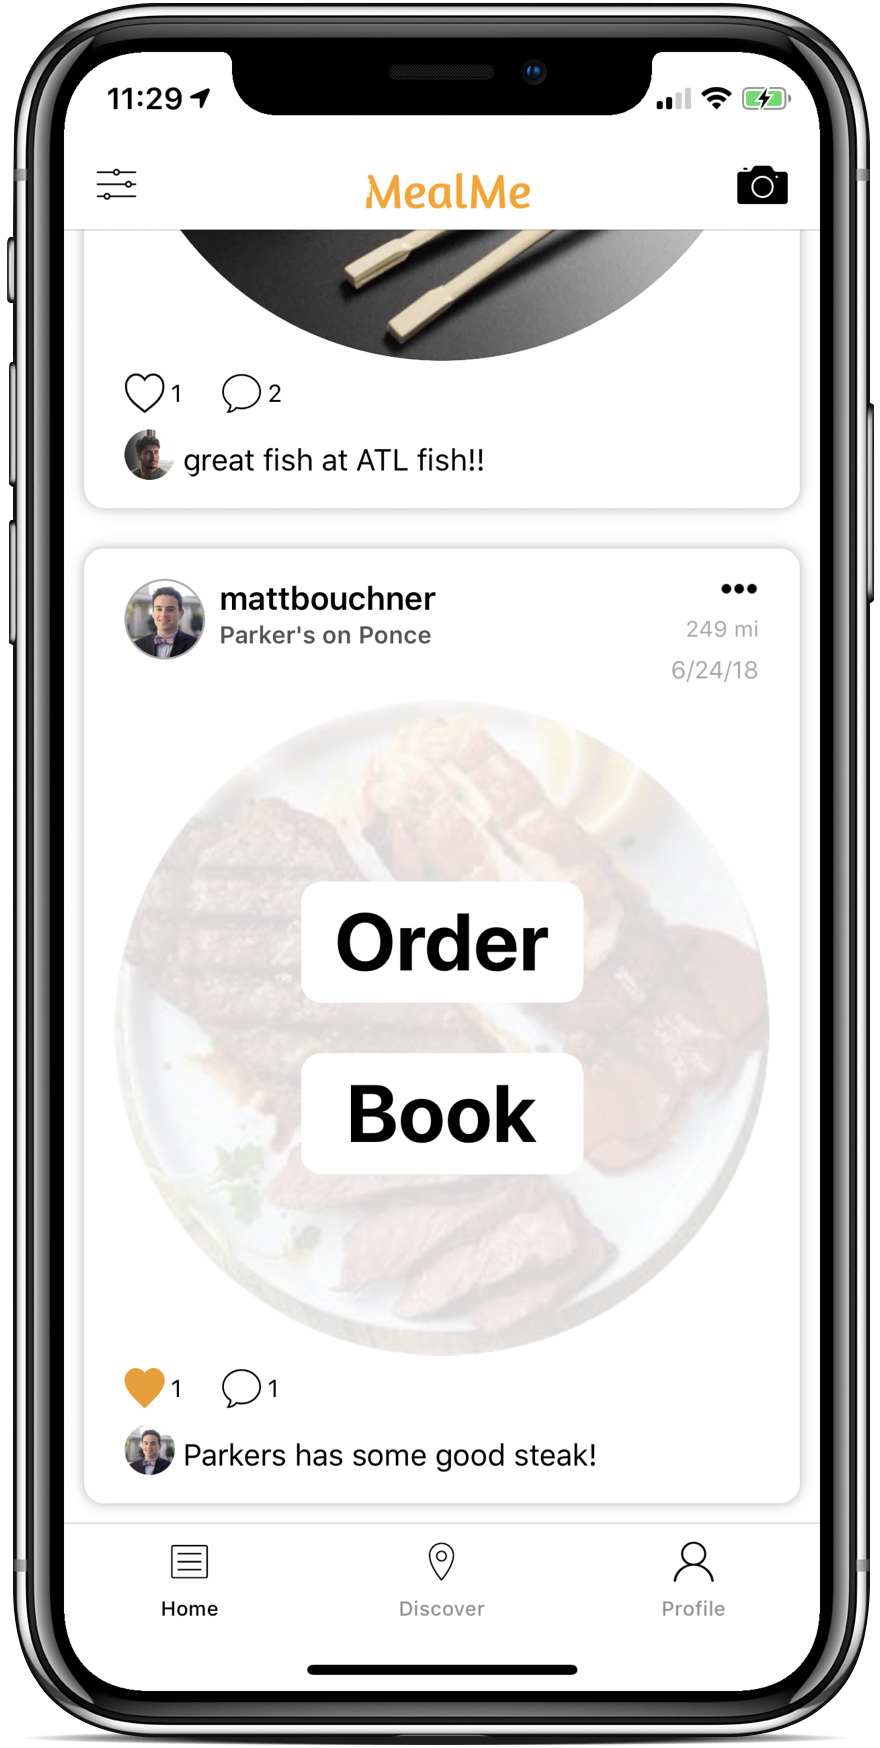 11:29
MealMe
1 2
great fish at ATL fish!!
mattbouchner
Parker's on Ponce
249 mi
6/24/18
Order
Book
1 1
Parkers has some good steak!
Home Discover Profile